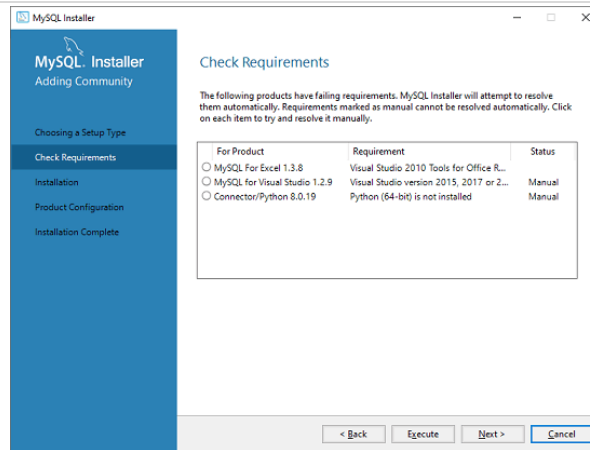 MySQL Installer
MySQL. Installer
Adding Community
Choosing a Setup Type
Check Requirements
Installation
Product Configuration
Installation Complete
Check Requirements
The following products have failing requirements. MySQL Installer will attempt to resolve
them automatically. Requirements marked as manual cannot be resolved automatically. Click
on each item to try and resolve it manually.
For Product Requirement Status
MySQL For Excel 1.3.8 Visual Studio 2010 Tools for Office R...
MySQL for Visual Studio 1.2.9 Visual Studio version 2015, 2017 or 2... Manual
Connector/Python 8.0.19 Python (64-bit) is not installed Manual
< Back Execute Next > Cancel